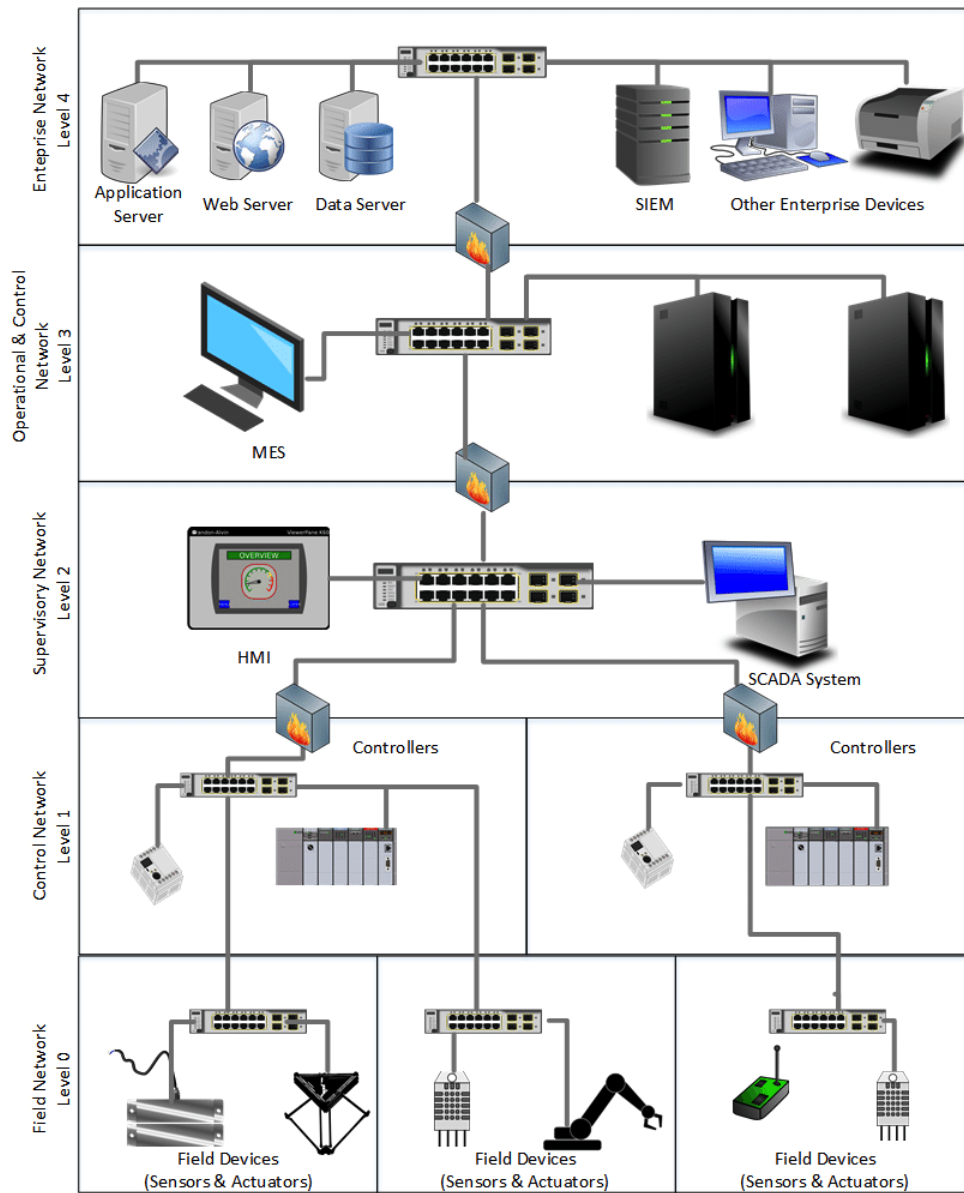 Enteprise Network
Level 4
Application
Server
Web Server
Data Server
SIEM
Other Enterprise Devices
Operational & Control
Network
Level 3
MES
Supervisory Network
Level 2
OVERVIEW
HMI
SCADA System
Control Network
Level 1
Controllers
Controllers
Field Network
Level 0
Field Devices
(Sensors & Actuators)
Field Devices
(Sensors & Actuators)
Field Devices
(Sensors & Actuators)